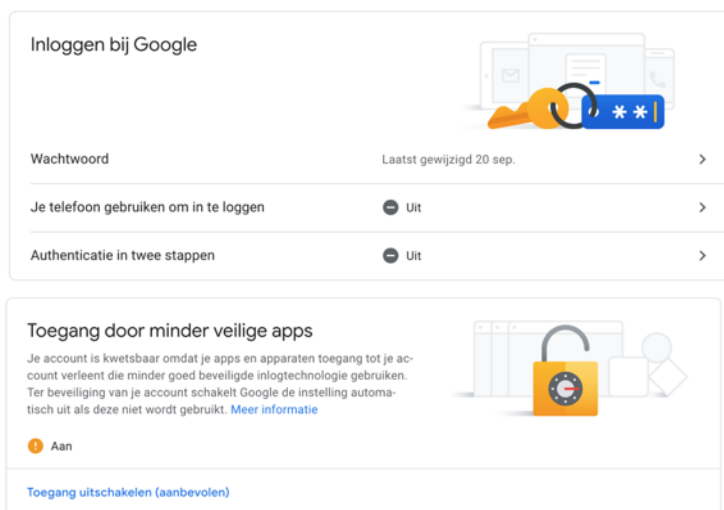 Inloggen bij Google
* *
Wachtwoord
Laatst gewijzigd 20 sep.
Je telefoon gebruiken om in te loggen
Uit
Authenticatie in twee stappen
Uit
Toegang door minder veilige apps
Je account is kwetsbaar omdat je apps en apparaten toegang tot je ac-
count verleent die minder goed beveiligde inlogtechnologie gebruiken.
Ter beveiliging van je account schakelt Google de instelling automa-
tisch uit als deze niet wordt gebruikt. Meer informatie
Aan
Toegang uitschakelen (aanbevolen)